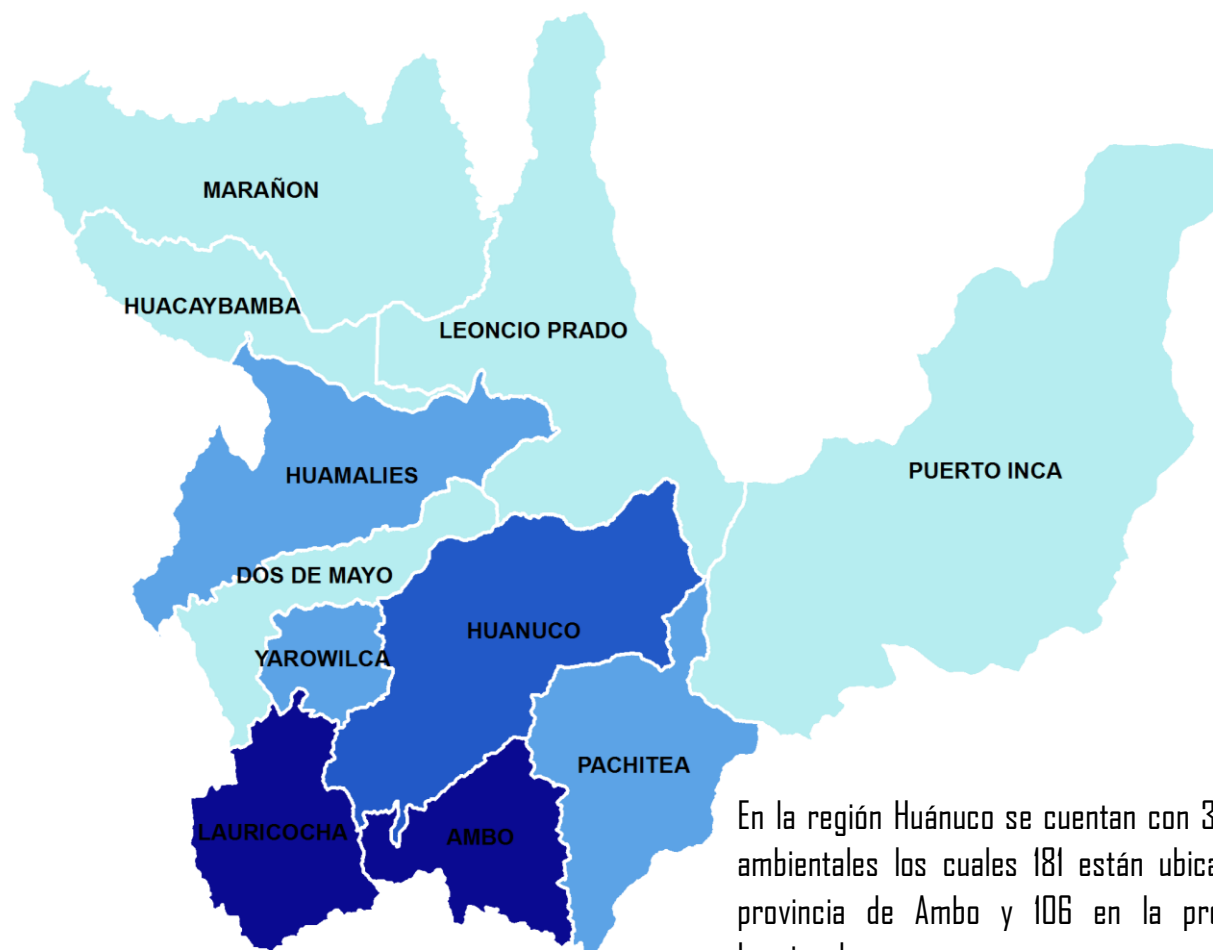 MARAÑON
HUACAYBAMBA
LEONCIO PRADO
HUAMALIES
PUERTO INCA
DOS DE MAYO
HUANUCO
YAROWILCA
PACHITEA
LAURICOCHA
AMBO
En la región Huánuco se cuentan con 3
ambientales los cuales 181 están
provincia de Ambo y 106 en la